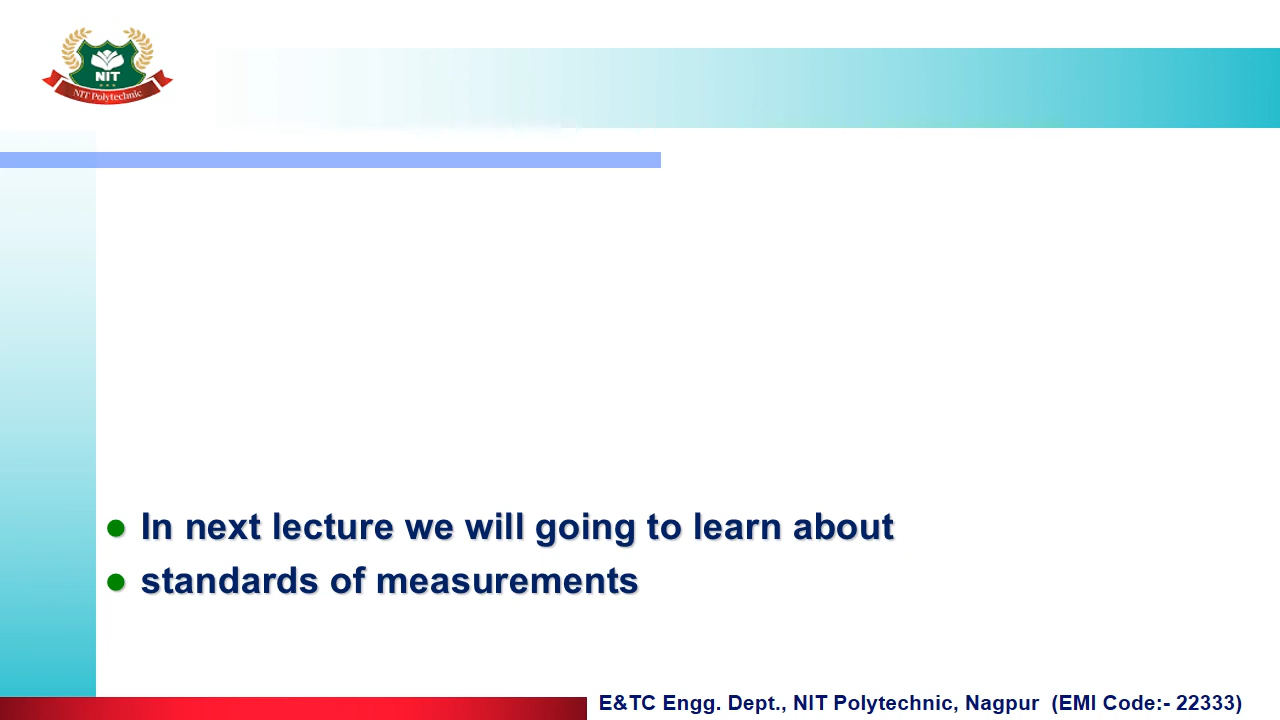 NIT
NIT Polytechnic
In next lecture we will going to learn about
standards of measurements
E&TC Engg. Dept., NIT Polytechnic, Nagpur (EMI Code:- 22333)